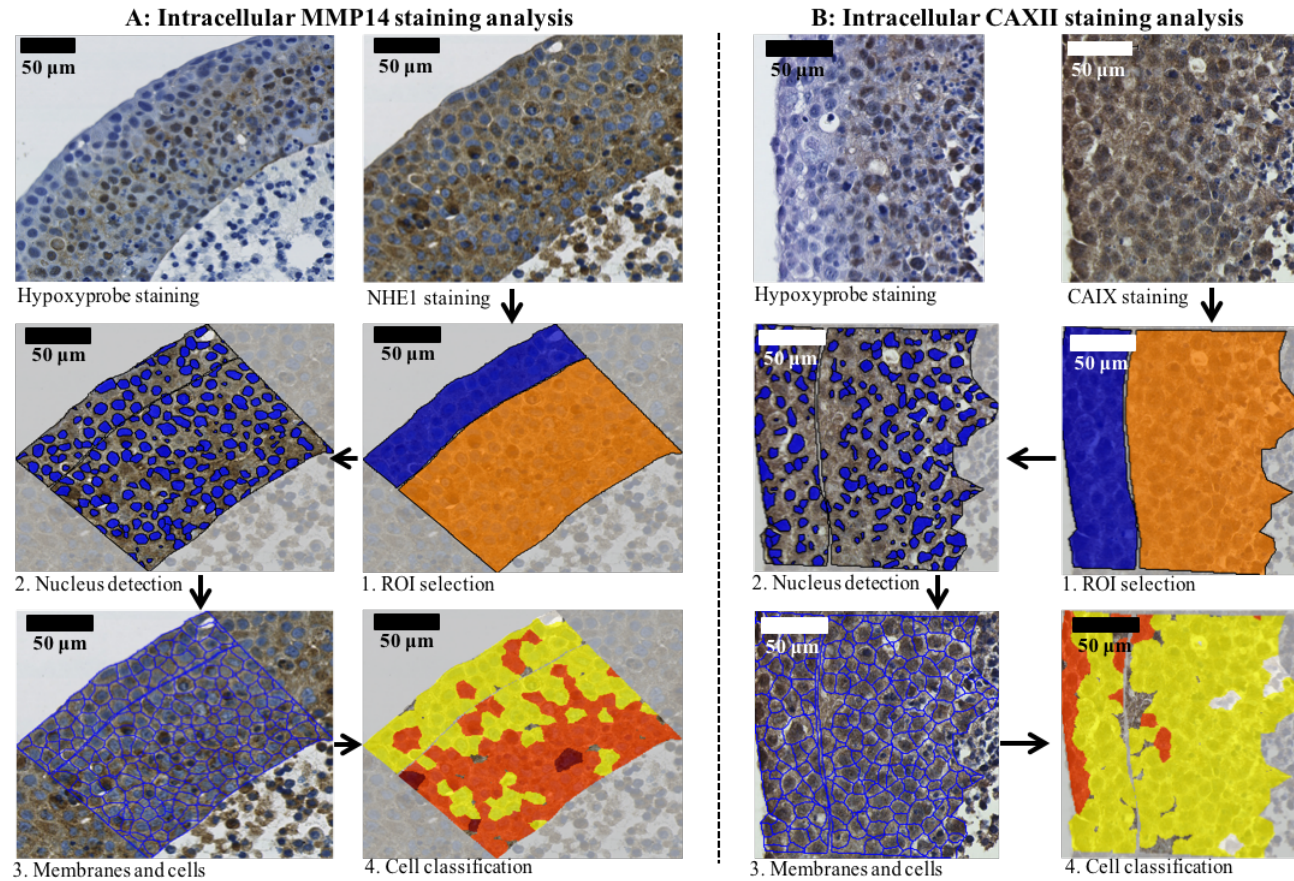 A: Intracellular MMP14 staining analysis
B: Intracellular CAXII staining analysis
50 µm
50 µm
50 µm
50 µm
Hypoxyprobe staining
NHE1 staining
Hypoxyprobe staining
CAIX staining
50 µm
50 µm
50 µm
50 µm
2. Nucleus detection
1. ROI selection
2. Nucleus detection
1. ROI selection
50 µm
50 µm
50 µm
50 µm
3. Membranes and cells
4. Cell classification
3. Membranes and cells
4. Cell classification